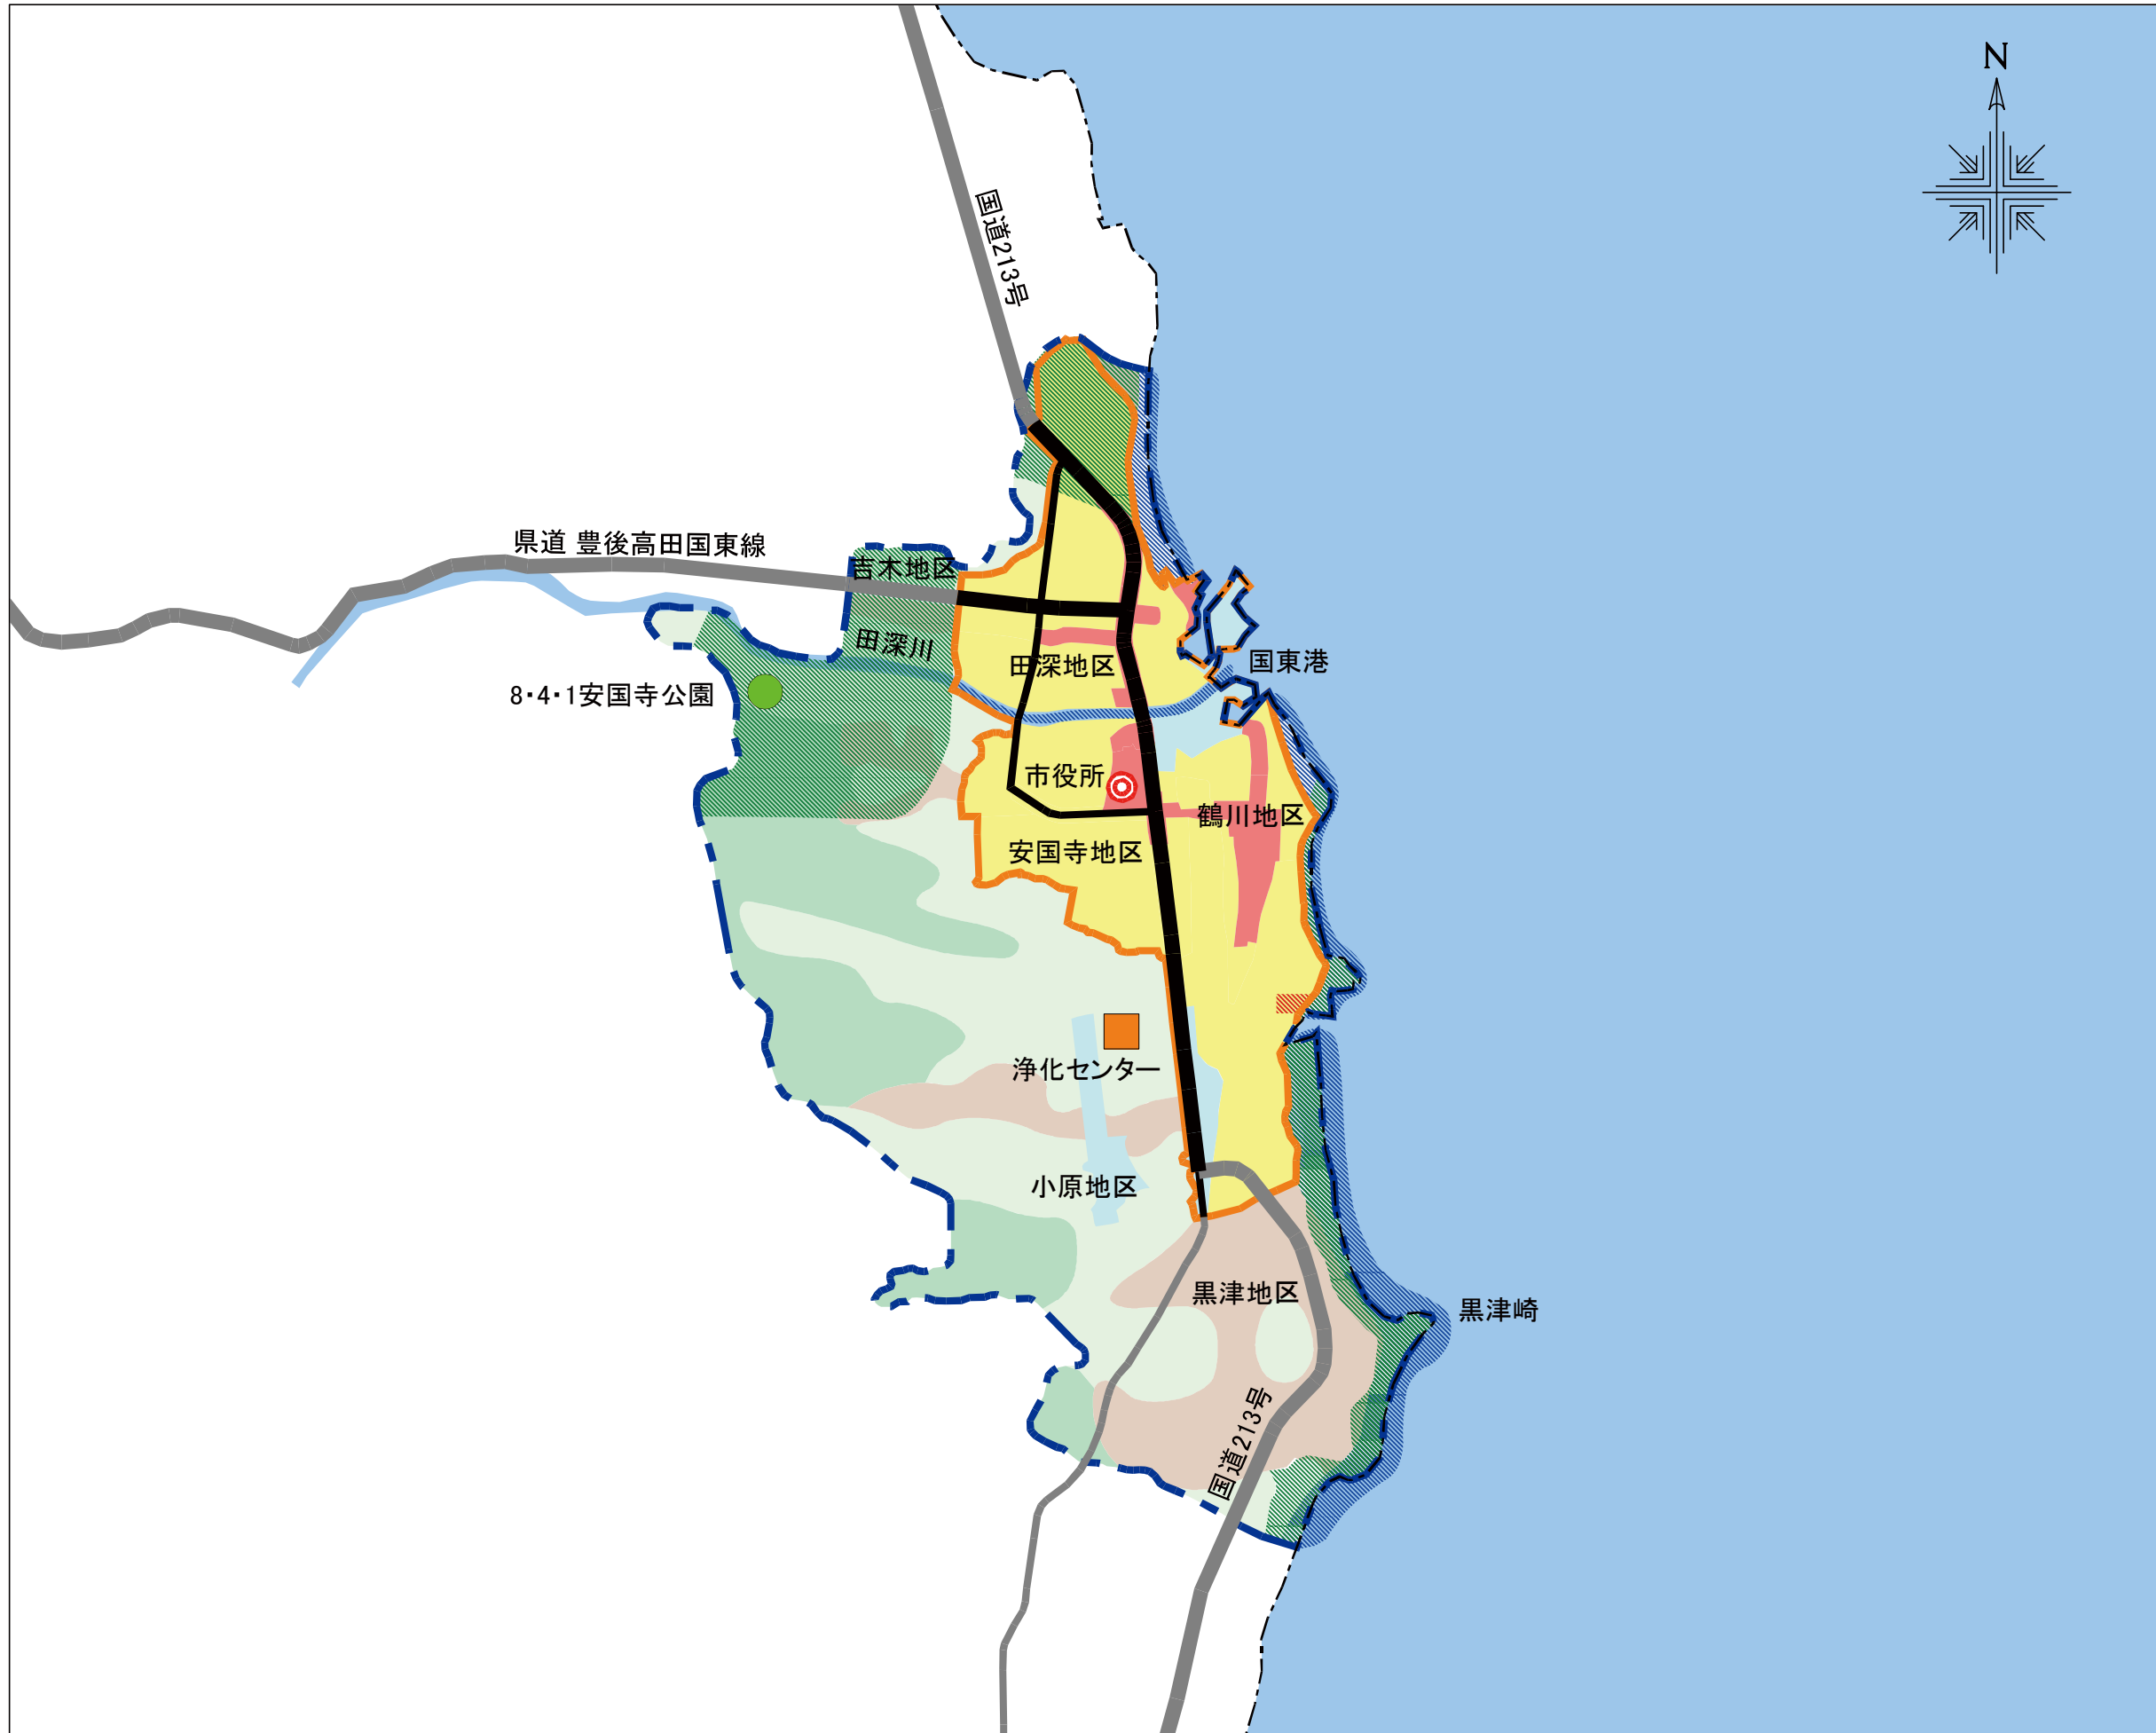 N
国道213号
県道 豊後高田国東線
吉木地区
田深川
田深地区
国東港
8・4・1安国寺公園
市役所
鶴川地区
安国寺地区
浄化センター
小原地区
黒津地区
黒津崎
国道213号